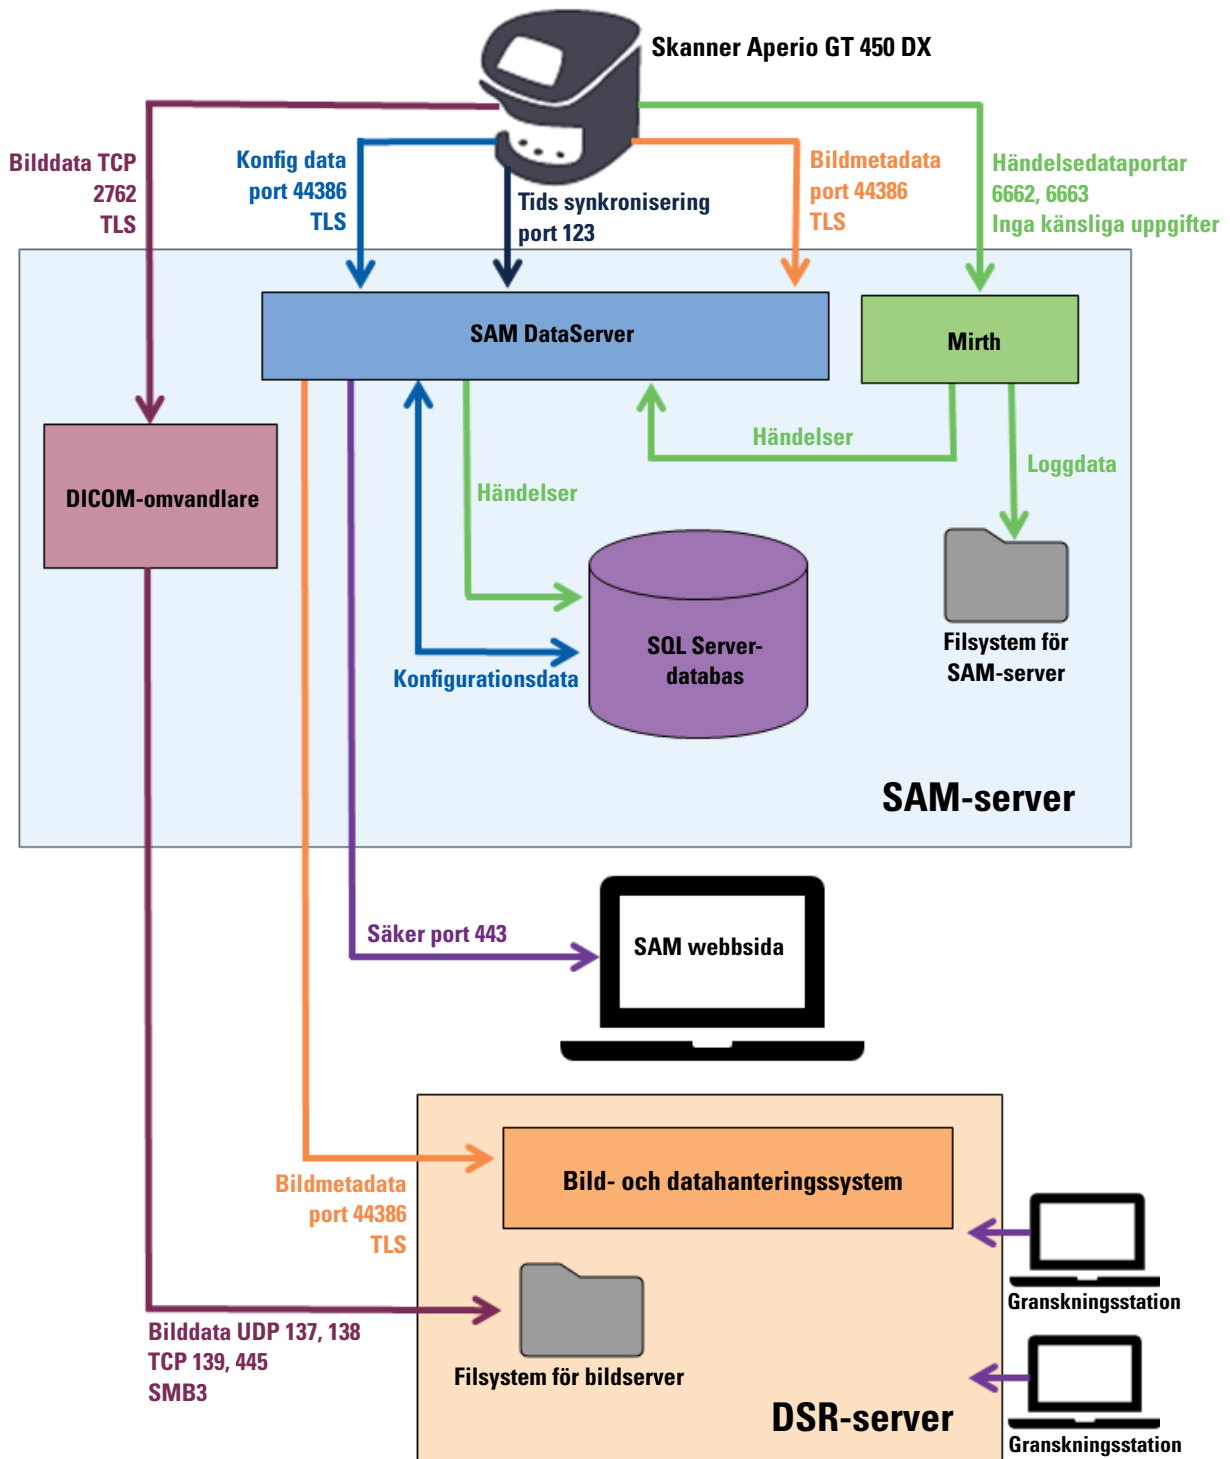 Skanner Aperio GT 450 DX
Bilddata TCP
2762
TLS
Konfig data
port 44386
TLS
Tids synkronisering
port 123
Bildmetadata
port 44386
TLS
Händelsedataportar
6662, 6663
Inga känsliga uppgifter
SAM DataServer
Mirth
DICOM-omvandlare
Händelser
Händelser
Loggdata
SQL Server-
databas
Konfigurationsdata
Filsystem för
SAM-server
SAM-server
Säker port 443
SAM webbsida
Bildmetadata
port 44386
TLS
Bild- och datahanteringssystem
Granskningsstation
Bilddata UDP 137, 138
TCP 139, 445
SMB3
Filsystem för bildserver
DSR-server
Granskningsstation